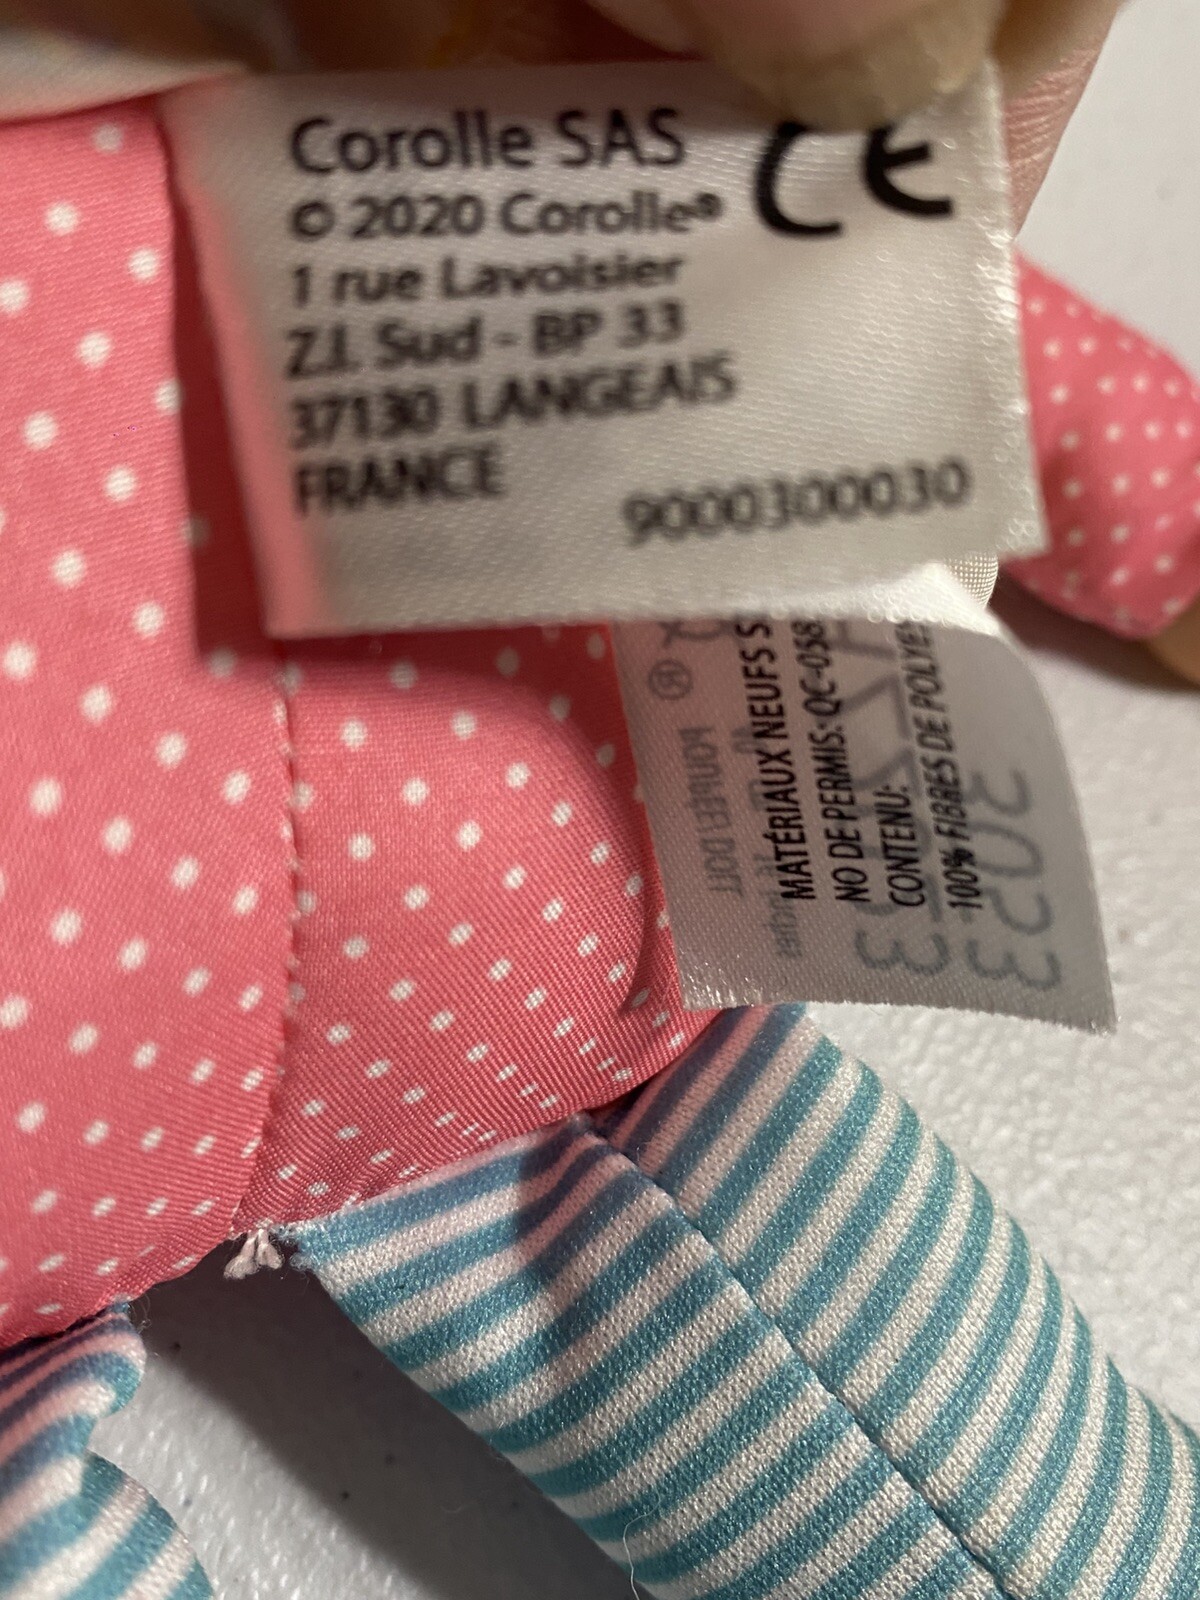 Corolle SAS
CE
© 2020 Corolle®
1 rue Lavoisier
Z.I. Sud - BP 33
37130 LANGEAIS
FRANCE
9000300030
MATÉRIAUX NEUFS
NO DE PERMIS: QC-058
CONTENU:
100% FIBRES DE